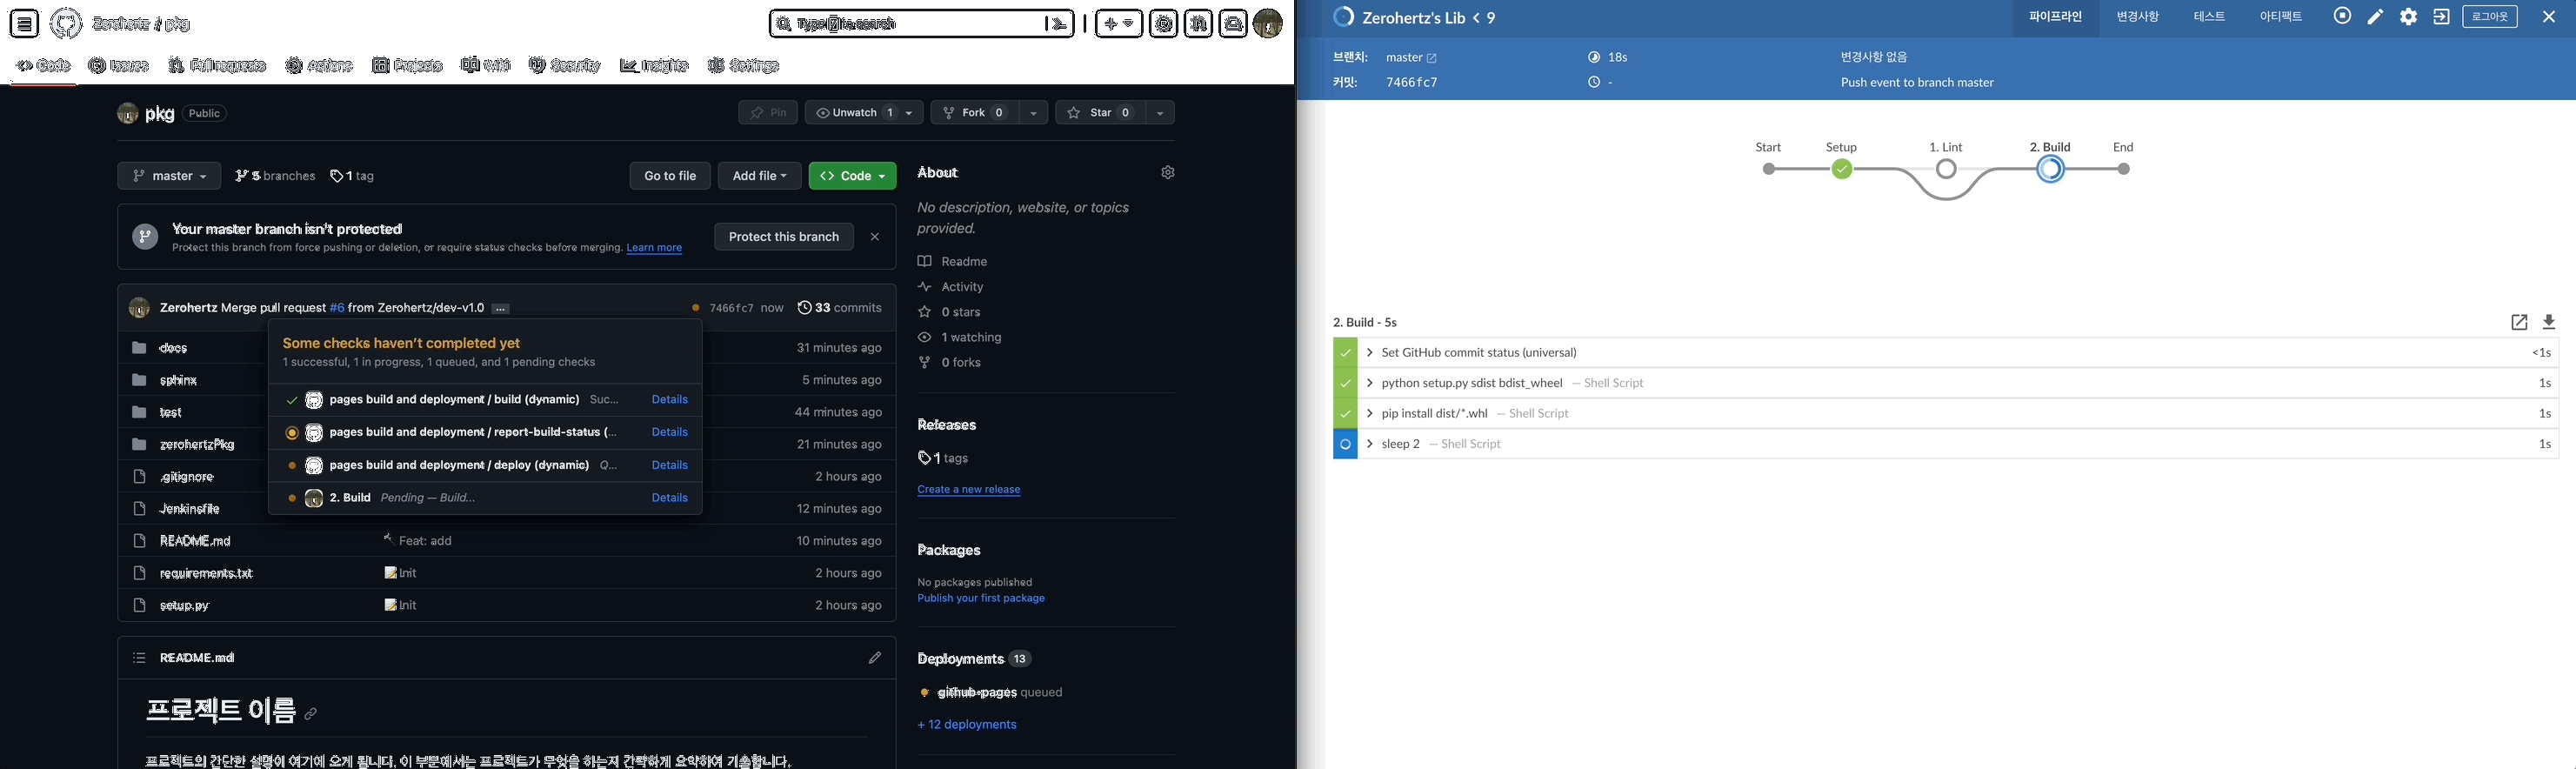 Zerohertz / pkg
Type / to search
Code Issues Pull requests Actions Projects Wiki Security Insights Settings
pkg Public
Pin Unwatch 1 Fork 0 Star 0
master 5 branches 1 tag Go to file Add file Code
Your master branch isn't protected
Protect this branch from force pushing or deletion, or require status checks before merging. Learn more
Protect this branch
Zerohertz Merge pull request #6 from Zerohertz/dev-v1.0 ... 7466fc7 now 33 commits
Some checks haven't completed yet
1 successful, 1 in progress, 1 queued, and 1 pending checks
pages build and deployment / build (dynamic) Suc... Details
pages build and deployment / report-build-status (... Details
pages build and deployment / deploy (dynamic) Q... Details
2. Build Pending — Build... Details
docs 31 minutes ago
sphinx 5 minutes ago
test 44 minutes ago
zerohertzPkg 21 minutes ago
.gitignore 2 hours ago
Jenkinsfile 12 minutes ago
README.md Feat: add 10 minutes ago
requirements.txt Init 2 hours ago
setup.py Init 2 hours ago
README.md
프로젝트 이름
프로젝트의 간단한 설명이 여기에 오게 됩니다. 이 부분에서는 프로젝트가 무엇을 하는지 간략하게 요약하여 기술합니다.
About
No description, website, or topics
provided.
Readme
Activity
0 stars
1 watching
0 forks
Releases
1 tags
Create a new release
Packages
No packages published
Publish your first package
Deployments 13
github-pages queued
+ 12 deployments
Zerohertz's Lib < 9
파이프라인 변경사항 테스트 아티팩트 로그아웃
브랜치: master 18s 변경사항 없음
커밋: 7466fc7 - Push event to branch master
Start Setup 1. Lint 2. Build End
2. Build - 5s
Set GitHub commit status (universal) <1s
python setup.py sdist bdist_wheel — Shell Script 1s
pip install dist/*.whl — Shell Script 1s
sleep 2 — Shell Script 1s